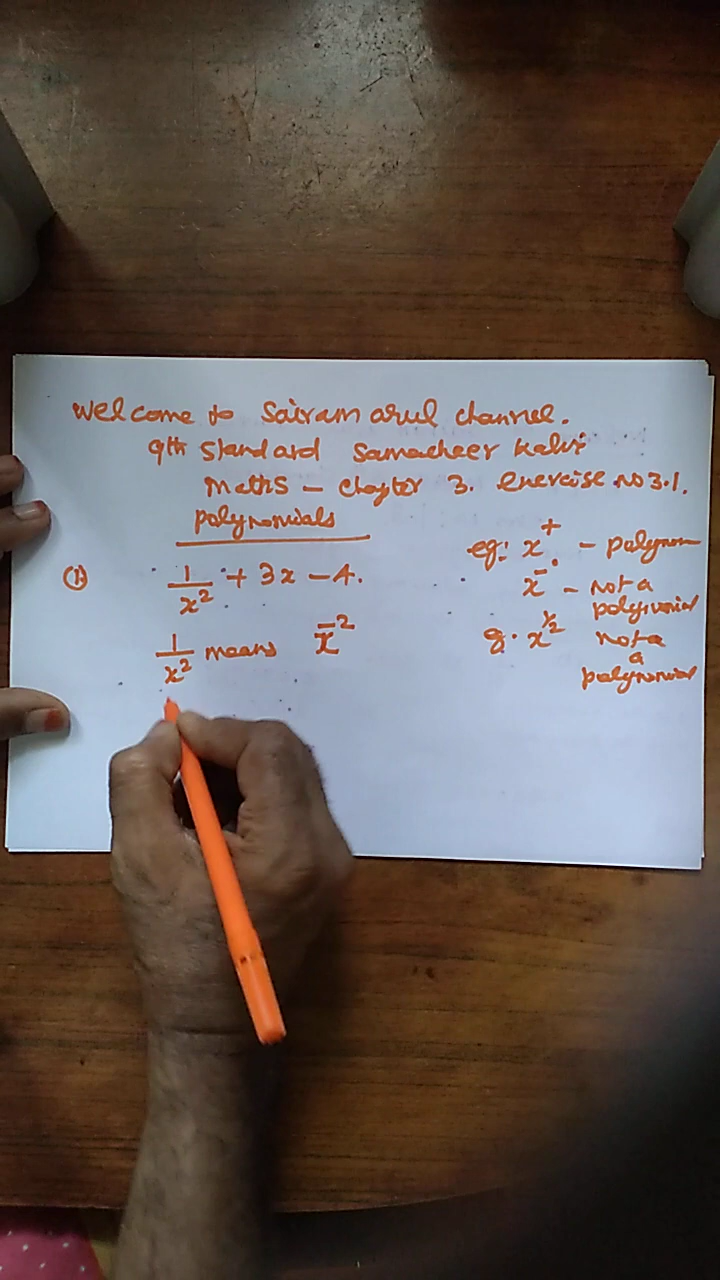 Welcome to Sairam arul channel.
9th Standard Samacheer Kalvi
Maths – Chapter 3. Exercise no 3.1.
Polynomials
① 1/x² + 3x – 4.
1/x² means x̄²
eg: x⁺ – polynom
x⁻ – not a
polynomial
g. x^½ not a
a
polynomial